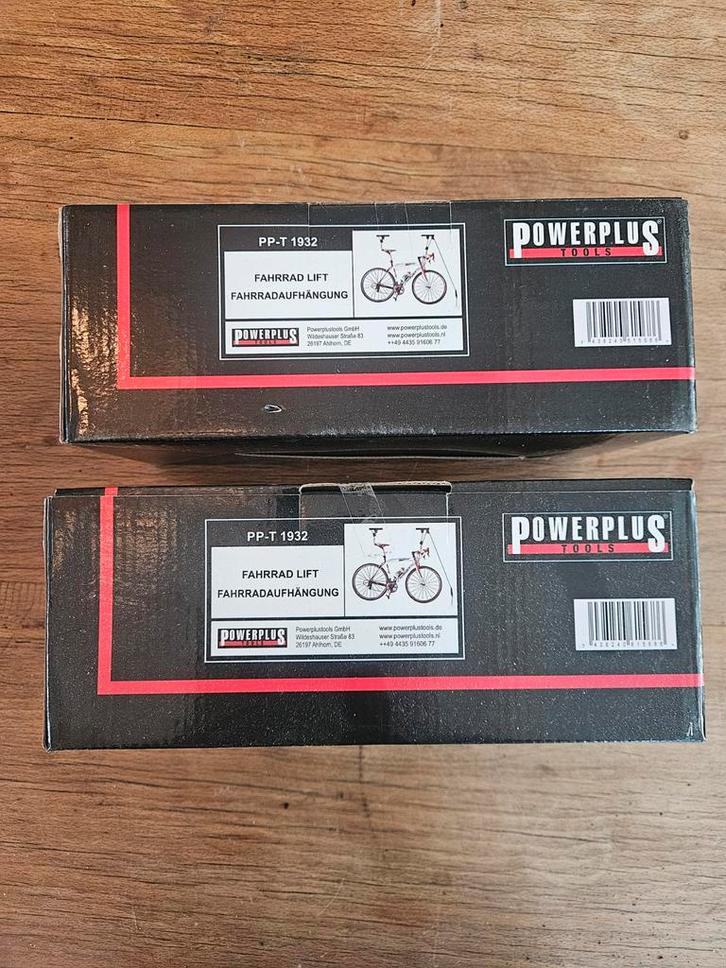 PP-T 1932
FAHRRAD LIFT
FAHRRADAUFHÄNGUNG
POWERPLUS
TOOLS
Powerplustools GmbH
Wildeshauser Straße 83
26197 Ahlhorn, DE
www.powerplustools.de
www.powerplustools.nl
++49 4435 91606 77
POWERPLUS®
TOOLS
PP-T 1932
FAHRRAD LIFT
FAHRRADAUFHÄNGUNG
POWERPLUS
TOOLS
Powerplustools GmbH
Wildeshauser Straße 83
26197 Ahlhorn, DE
www.powerplustools.de
www.powerplustools.nl
++49 4435 91606 77
POWERPLUS®
TOOLS